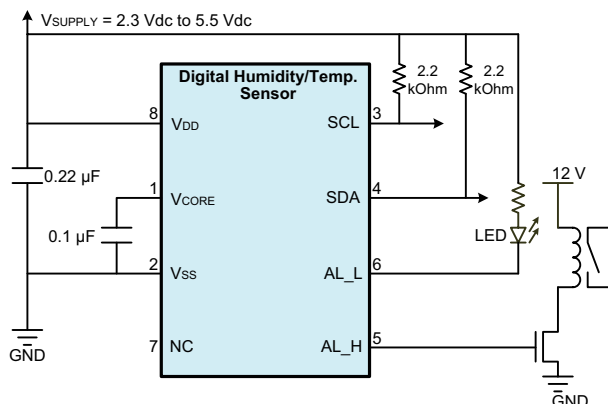 VSUPPLY = 2.3 Vdc to 5.5 Vdc
Digital Humidity/Temp.
Sensor
2.2
kOhm
2.2
kOhm
8
VDD
SCL
3
0.22 µF
1
VCORE
SDA
4
12 V
0.1 µF
LED
2
VSS
AL_L
6
7
NC
AL_H
5
GND
GND